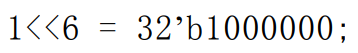 1<<6 = 32’b1000000;